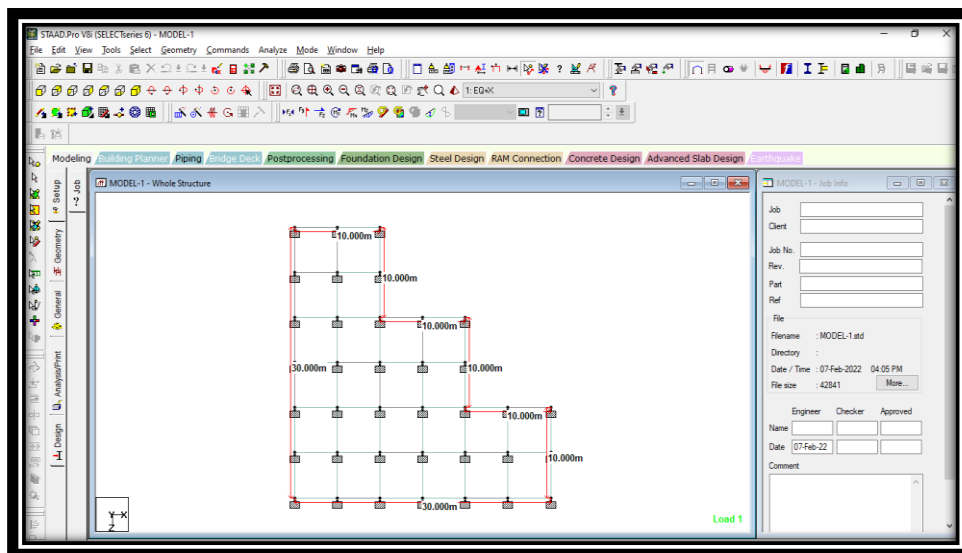 STAAD.Pro V8i (SELECTseries 6) - MODEL-1
File Edit View Tools Select Geometry Commands Analyze Mode Window Help
1: EQ+X
Modeling Building Planner Piping Bridge Deck Postprocessing Foundation Design Steel Design RAM Connection Concrete Design Advanced Slab Design Earthquake
Setup
Geometry
General
Analysis/Print
Design
Job
MODEL-1 - Whole Structure
10.000m
10.000m
10.000m
30.000m
10.000m
10.000m
10.000m
30.000m
Y X
Z
Load 1
MODEL-1 - Job Info
Job
Client
Job No.
Rev.
Part
Ref
File
Filename : MODEL-1.std
Directory :
Date / Time : 07-Feb-2022 04:05 PM
File size : 42841
More...
Engineer Checker Approved
Name
Date 07-Feb-22
Comment